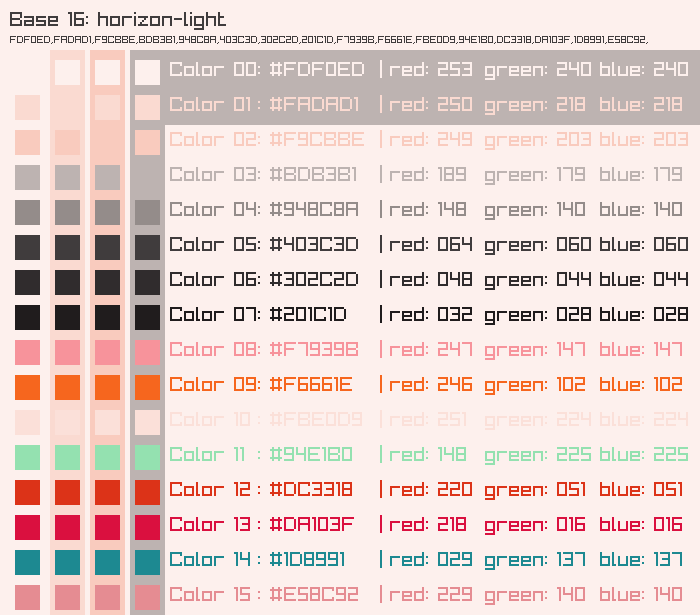 Base 16: horizon-light
FDF0ED,FADAD1,F9CBBE,BDB3B1,948C8A,403C3D,302C2D,201C1D,F7939B,F6661E,FBE0D9,94E1B0,DC3318,DA103F,1D8991,E58C92,
Color 00: #FDF0ED | red: 253 green: 240 blue: 240
Color 01: #FADAD1 | red: 250 green: 218 blue: 218
Color 02: #F9CBBE | red: 249 green: 203 blue: 203
Color 03: #BDB3B1 | red: 189 green: 179 blue: 179
Color 04: #948C8A | red: 148 green: 140 blue: 140
Color 05: #403C3D | red: 064 green: 060 blue: 060
Color 06: #302C2D | red: 048 green: 044 blue: 044
Color 07: #201C1D | red: 032 green: 028 blue: 028
Color 08: #F7939B | red: 247 green: 147 blue: 147
Color 09: #F6661E | red: 246 green: 102 blue: 102
Color 10 : #FBE0D9 | red: 251 green: 224 blue: 224
Color 11 : #94E1B0 | red: 148 green: 225 blue: 225
Color 12 : #DC3318 | red: 220 green: 051 blue: 051
Color 13 : #DA103F | red: 218 green: 016 blue: 016
Color 14 : #1D8991 | red: 029 green: 137 blue: 137
Color 15 : #E58C92 | red: 229 green: 140 blue: 140